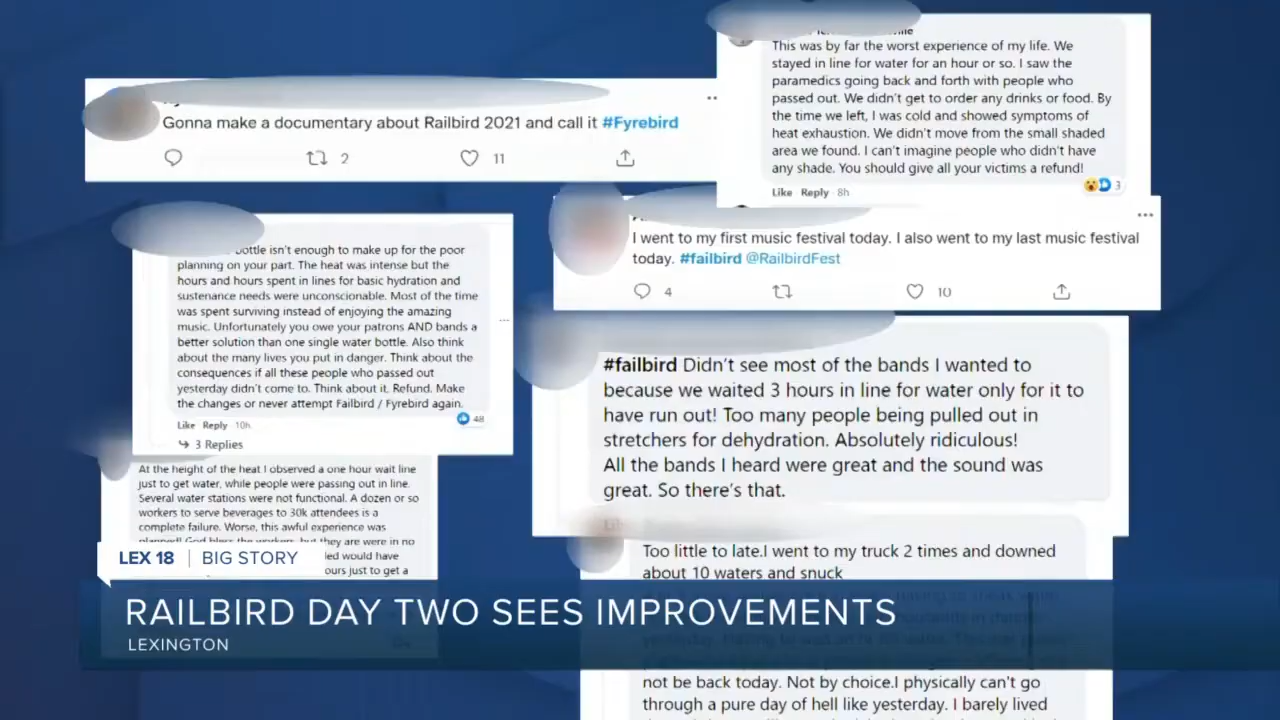 Gonna make a documentary about Railbird 2021 and call it #Fyrebird
2
11
This was by far the worst experience of my life. We
stayed in line for water for an hour or so. I saw the
paramedics going back and forth with people who
passed out. We didn't get to order any drinks or food. By
the time we left, I was cold and showed symptoms of
heat exhaustion. We didn't move from the small shaded
area we found. I can't imagine people who didn't have
any shade. You should give all your victims a refund!
Like Reply 8h
3
bottle isn't enough to make up for the poor
planning on your part. The heat was intense but the
hours and hours spent in lines for basic hydration and
sustenance needs were unconscionable. Most of the time
was spent surviving instead of enjoying the amazing
music. Unfortunately you owe your patrons AND bands a
better solution than one single water bottle. Also think
about the many lives you put in danger. Think about the
consequences if all these people who passed out
yesterday didn't come to. Think about it. Refund. Make
the changes or never attempt Failbird / Fyrebird again.
Like Reply 10h
48
3 Replies
I went to my first music festival today. I also went to my last music festival
today. #failbird @RailbirdFest
4
10
#failbird Didn't see most of the bands I wanted to
because we waited 3 hours in line for water only for it to
have run out! Too many people being pulled out in
stretchers for dehydration. Absolutely ridiculous!
All the bands I heard were great and the sound was
great. So there's that.
At the height of the heat I observed a one hour wait line
just to get water, while people were passing out in line.
Several water stations were not functional. A dozen or so
workers to serve beverages to 30k attendees is a
complete failure. Worse, this awful experience was
planned! God bless the workers, but they are were in no
led would have
ours just to get a
Too little to late.I went to my truck 2 times and downed
about 10 waters and snuck
not be back today. Not by choice.I physically can't go
through a pure day of hell like yesterday. I barely lived
LEX 18 | BIG STORY
RAILBIRD DAY TWO SEES IMPROVEMENTS
LEXINGTON